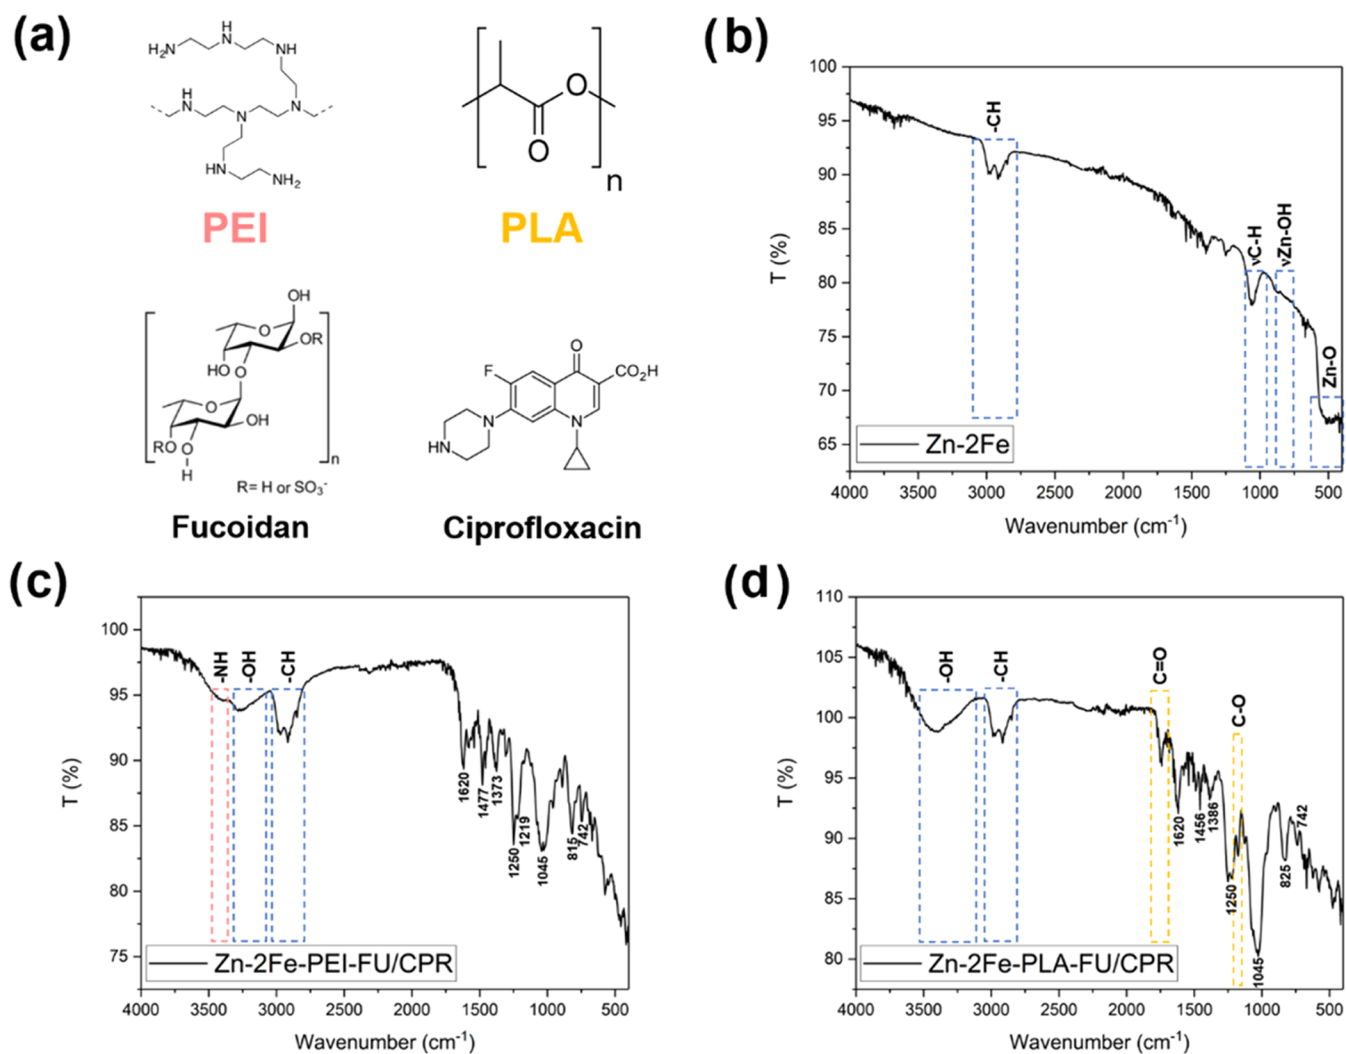 (a)
H₂N
H
N
NH
H
N
N
N
HN
NH₂
PEI
O
O
n
PLA
OH
O
OR
HO
O
O
OH
RO
O
H
n
R= H or SO₃⁻
Fucoidan
O
F
CO₂H
N
N
HN
Ciprofloxacin
(b)
100
95
90
85
80
75
70
65
T (%)
-CH
νC-H
νZn-OH
Zn-O
Zn-2Fe
4000 3500 3000 2500 2000 1500 1000 500
Wavenumber (cm⁻¹)
(c)
100
95
90
85
80
75
T (%)
-NH
-OH
-CH
1620
1477
1373
1250
1219
1045
815
742
Zn-2Fe-PEI-FU/CPR
4000 3500 3000 2500 2000 1500 1000 500
Wavenumber (cm⁻¹)
(d)
110
105
100
95
90
85
80
T (%)
-OH
-CH
C=O
C-O
1620
1456
1386
1250
1045
825
742
Zn-2Fe-PLA-FU/CPR
4000 3500 3000 2500 2000 1500 1000 500
Wavenumber (cm⁻¹)